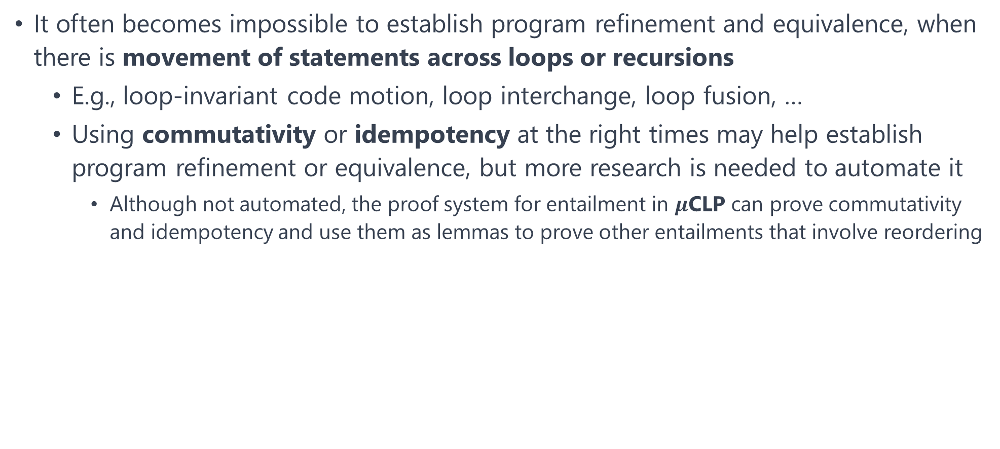 • It often becomes impossible to establish program refinement and equivalence, when
there is movement of statements across loops or recursions
• E.g., loop-invariant code motion, loop interchange, loop fusion, ...
• Using commutativity or idempotency at the right times may help establish
program refinement or equivalence, but more research is needed to automate it
• Although not automated, the proof system for entailment in μCLP can prove commutativity
and idempotency and use them as lemmas to prove other entailments that involve reordering